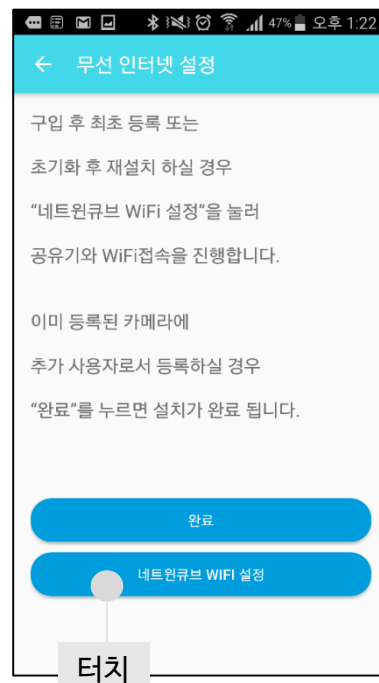 47% 오후 1:22
← 무선 인터넷 설정
구입 후 최초 등록 또는
초기화 후 재설치 하실 경우
“네트윈큐브 WiFi 설정“을 눌러
공유기와 WiFi접속을 진행합니다.
이미 등록된 카메라에
추가 사용자로서 등록하실 경우
“완료”를 누르면 설치가 완료 됩니다.
완료
네트윈큐브 WIFI 설정
터치